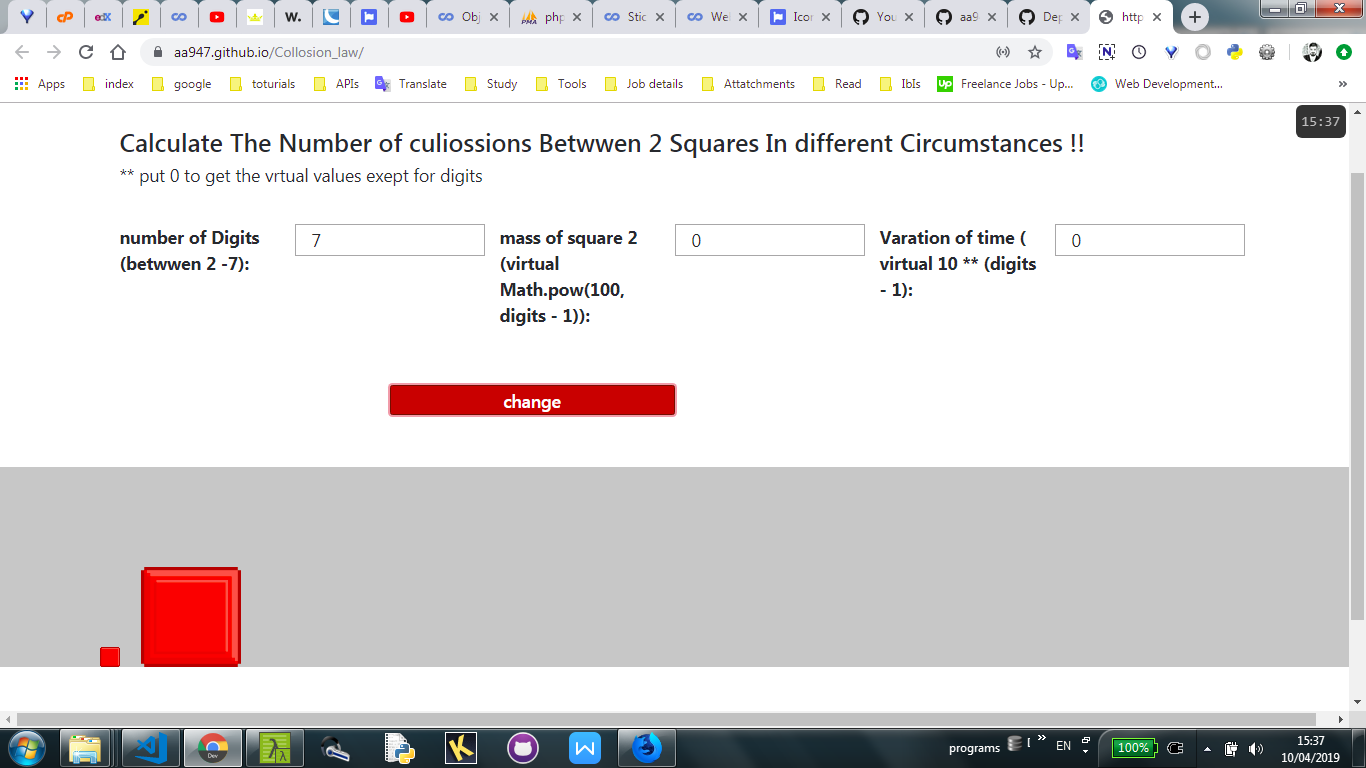 Obj
php
Stic
Wel
Icon
You
aa9
Dep
http
aa947.github.io/Collosion_law/
Apps index google toturials APIs Translate Study Tools Job details Attatchments Read IbIs Freelance Jobs - Up... Web Development... »
15:37
Calculate The Number of culiossions Betwwen 2 Squares In different Circumstances !!
** put 0 to get the vrtual values exept for digits
number of Digits
(betwwen 2 -7):
7
mass of square 2
(virtual
Math.pow(100,
digits - 1)):
0
Varation of time (
virtual 10 ** (digits
- 1):
0
change
programs
EN
100%
15:37
10/04/2019